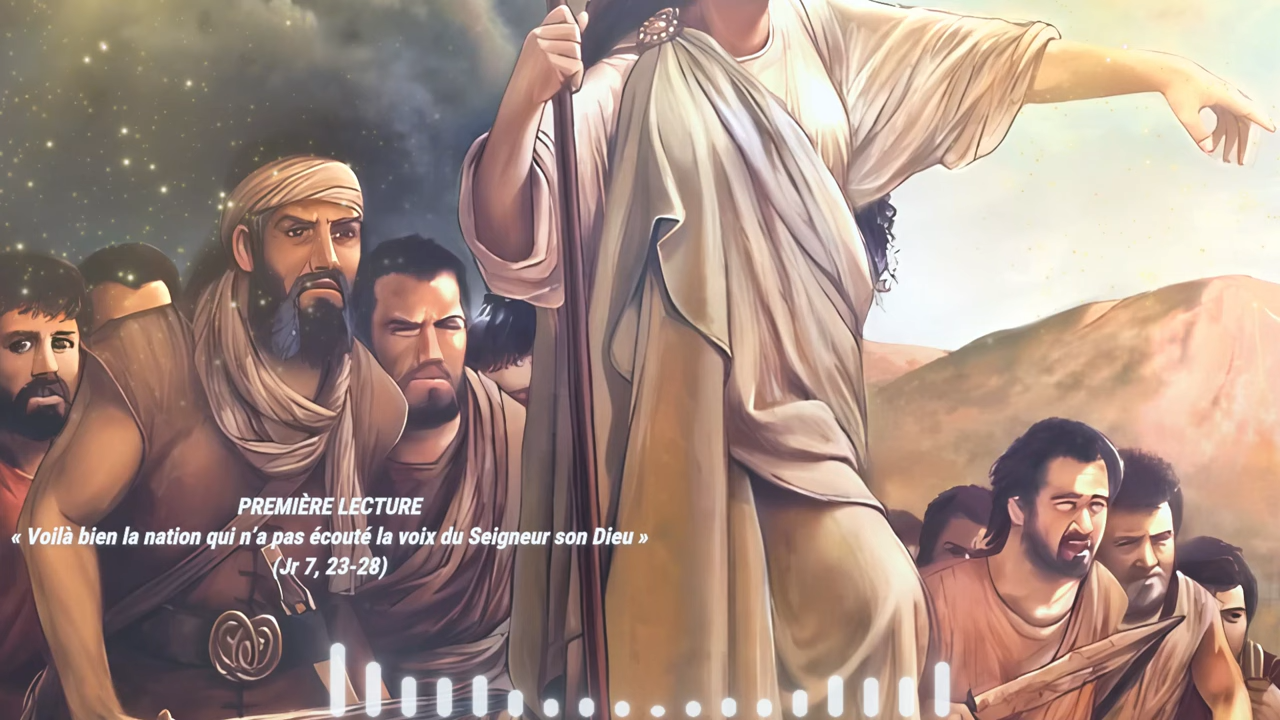 PREMIÈRE LECTURE
« Voilà bien la nation qui n’a pas écouté la voix du Seigneur son Dieu »
(Jr 7, 23-28)